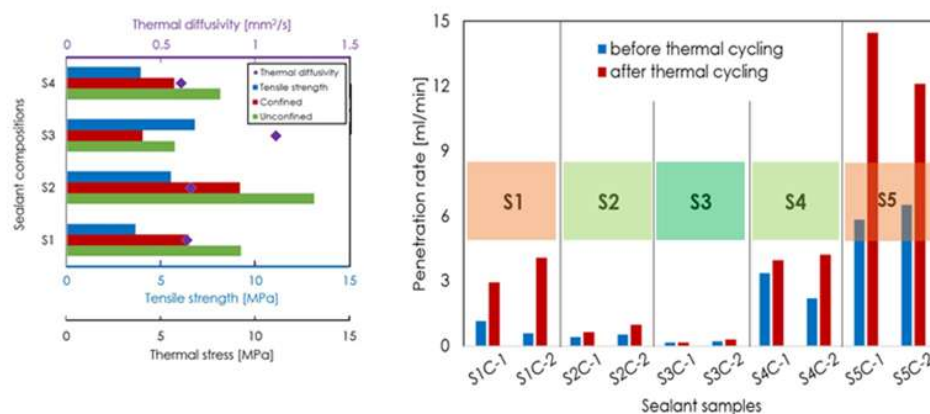 Thermal diffusivity [mm²/s]
0 0.5 1 1.5
Thermal diffusivity
Tensile strength
Confined
Unconfined
Sealant compositions
S4
S3
S2
S1
0 5 10 15
Tensile strength [MPa]
0 5 10 15
Thermal stress [MPa]
before thermal cycling
after thermal cycling
Penetration rate [ml/min]
15
12
9
6
3
0
S1 S2 S3 S4 S5
S1C-1 S1C-2 S2C-1 S2C-2 S3C-1 S3C-2 S4C-1 S4C-2 S5C-1 S5C-2
Sealant samples